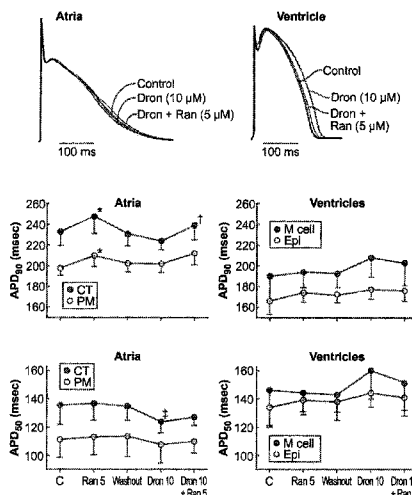 Atria
Control
Dron (10 µM)
Dron + Ran (5 µM)
100 ms
Ventricle
Control
Dron (10 µM)
Dron +
Ran (5 µM)
100 ms
Atria
APD90 (msec)
260
240
220
200
180
160
*
*
†
CT
PM
Ventricles
APD90 (msec)
260
240
220
200
180
160
M cell
Epi
Atria
APD50 (msec)
160
140
120
100
CT
PM
‡
C
Ran 5
Washout
Dron 10
Dron 10
+ Ran 5
Ventricles
APD50 (msec)
160
140
120
100
M cell
Epi
C
Ran 5
Washout
Dron 10
Dron 10
+ Ran 5